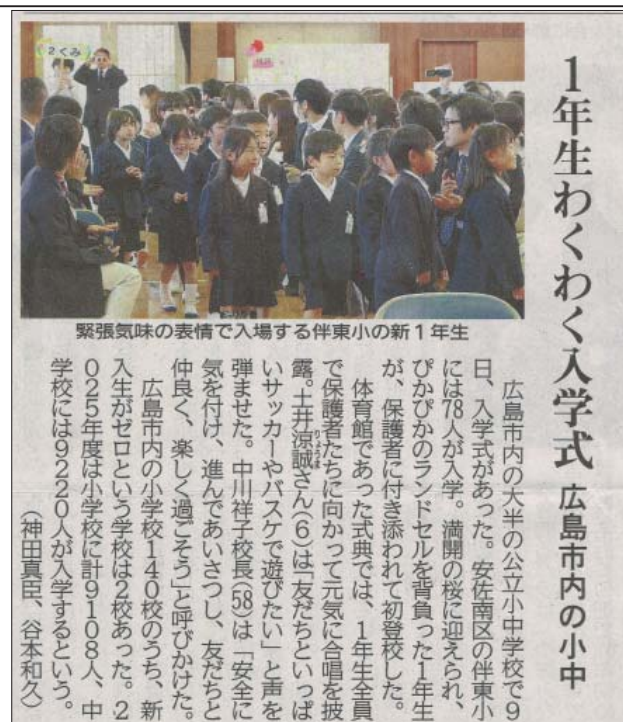 1年生わくわく入学式 広島市内の小中
2くみ
緊張気味の表情で入場する伴東小の新1年生
広島市内の大半の公立小中学校で9
日、入学式があった。安佐南区の伴東小
には78人が入学。満開の桜に迎えられ、
ぴかぴかのランドセルを背負った1年生
が、保護者に付き添われて初登校した。
体育館であった式典では、1年生全員
で保護者たちに向かって元気に合唱を披
露。土井涼誠さん(6)は「友だちといっぱ
りょうま
いサッカーやバスケで遊びたい」と声を
弾ませた。中川祥子校長(58)は「安全に
気を付け、進んであいさつし、友だちと
仲良く、楽しく過ごそう」と呼びかけた。
広島市内の小学校140校のうち、新
入生がゼロという学校は2校あった。2
025年度は小学校に計9108人、中
学校には9220人が入学するという。
(神田真臣、谷本和久)